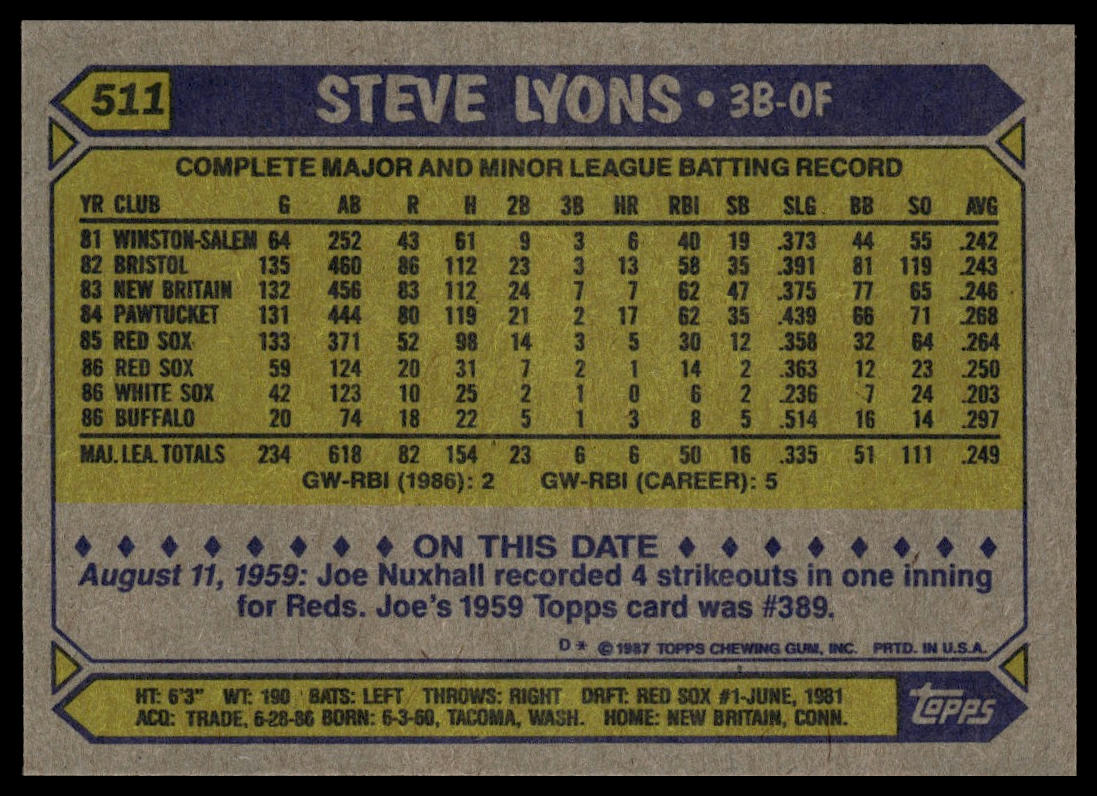 511 STEVE LYONS • 3B-OF
COMPLETE MAJOR AND MINOR LEAGUE BATTING RECORD
YR CLUB G AB R H 2B 3B HR RBI SB SLG BB SO AVG
81 WINSTON-SALEM 64 252 43 61 9 3 6 40 19 .373 44 55 .242
82 BRISTOL 135 460 86 112 23 3 13 58 35 .391 81 119 .243
83 NEW BRITAIN 132 456 83 112 24 7 7 62 47 .375 77 65 .246
84 PAWTUCKET 131 444 80 119 21 2 17 62 35 .439 66 71 .268
85 RED SOX 133 371 52 98 14 3 5 30 12 .358 32 64 .264
86 RED SOX 59 124 20 31 7 2 1 14 2 .363 12 23 .250
86 WHITE SOX 42 123 10 25 2 1 0 6 2 .236 7 24 .203
86 BUFFALO 20 74 18 22 5 1 3 8 5 .514 16 14 .297
MAJ. LEA. TOTALS 234 618 82 154 23 6 6 50 16 .335 51 111 .249
GW-RBI (1986): 2 GW-RBI (CAREER): 5
ON THIS DATE
August 11, 1959: Joe Nuxhall recorded 4 strikeouts in one inning
for Reds. Joe's 1959 Topps card was #389.
D* © 1987 TOPPS CHEWING GUM, INC. PRTD. IN U.S.A.
HT: 6'3" WT: 190 BATS: LEFT THROWS: RIGHT DRFT: RED SOX #1-JUNE, 1981
ACQ: TRADE, 6-28-86 BORN: 6-3-60, TACOMA, WASH. HOME: NEW BRITAIN, CONN.
Topps